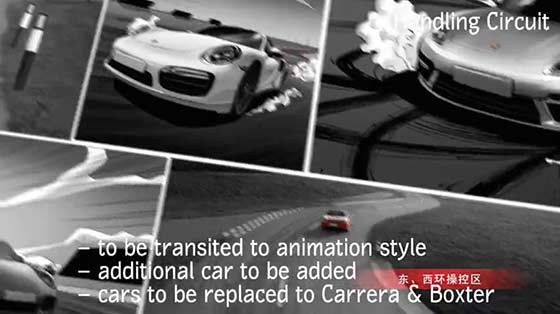 Handling Circuit
– to be transited to animation style
– additional car to be added
东、西环操控区
– cars to be replaced to Carrera & Boxter